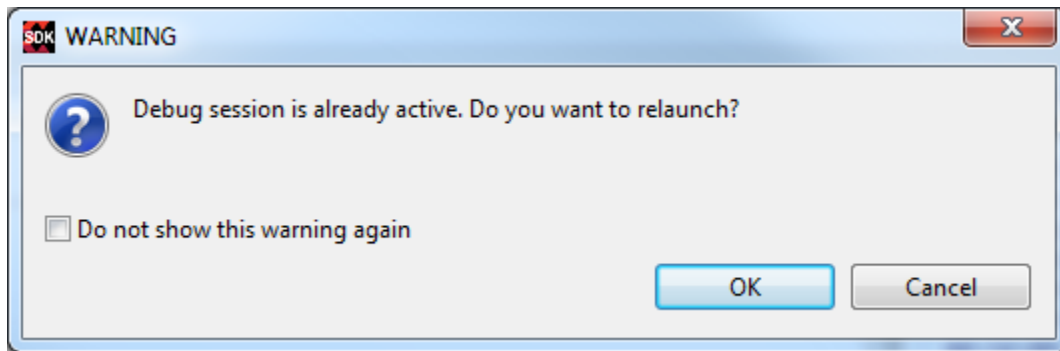 SDK WARNING
Debug session is already active. Do you want to relaunch?
Do not show this warning again
OK Cancel